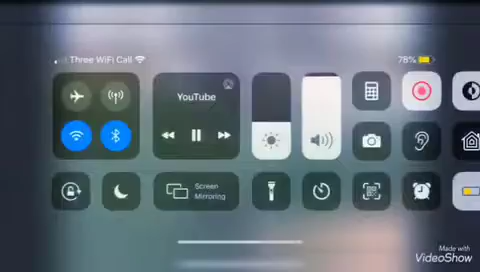 Three WiFi Call
78%
YouTube
Screen
Mirroring
Made with
VideoShow